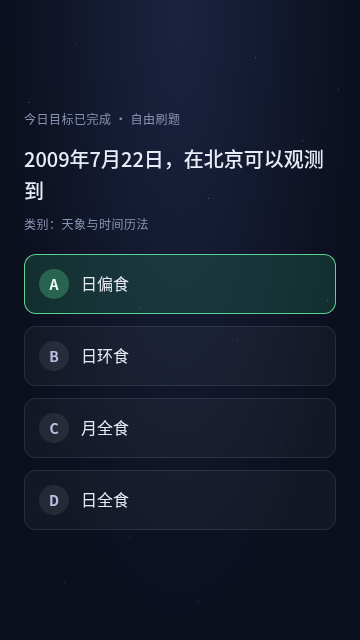 今日目标已完成 · 自由刷题
2009年7月22日，在北京可以观测
到
类别：天象与时间历法
A 日偏食
B 日环食
C 月全食
D 日全食